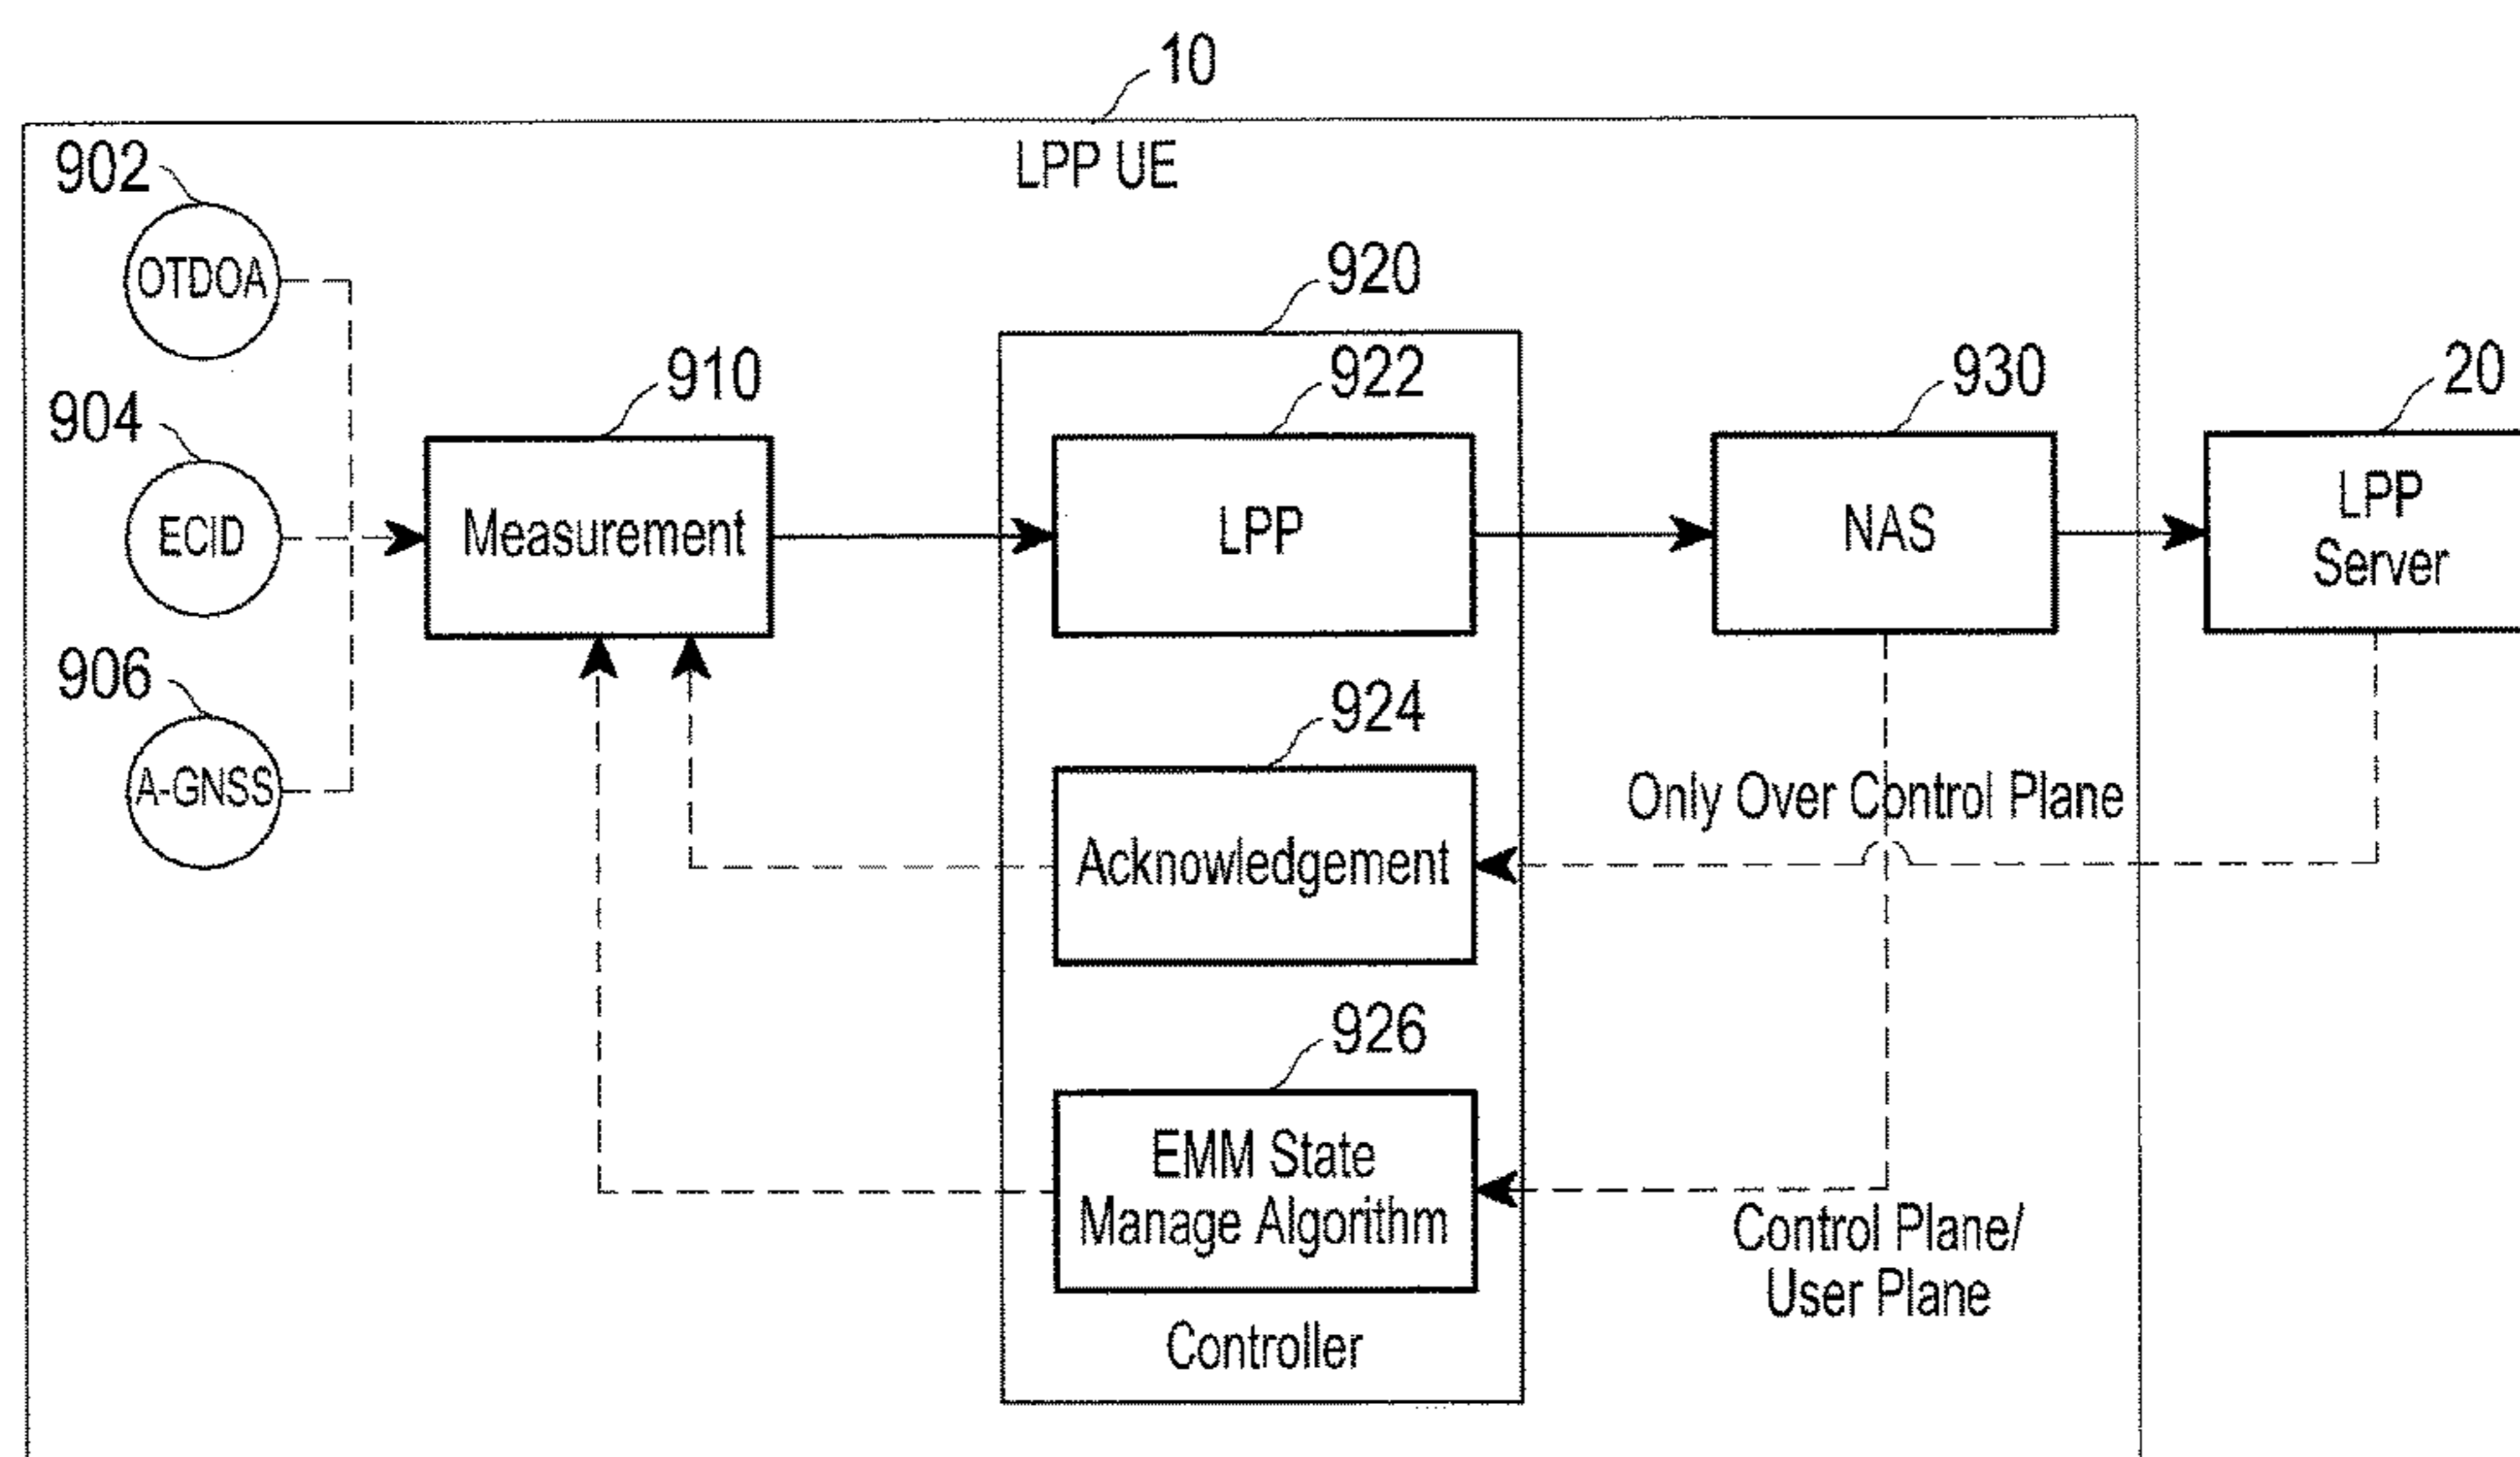 10
LPP UE
902
OTDOA
920
910
922
930
20
904
ECID
Measurement
LPP
NAS
LPP
Server
906
A-GNSS
924
Only Over Control Plane
Acknowledgement
926
EMM State
Manage Algorithm
Control Plane/
User Plane
Controller